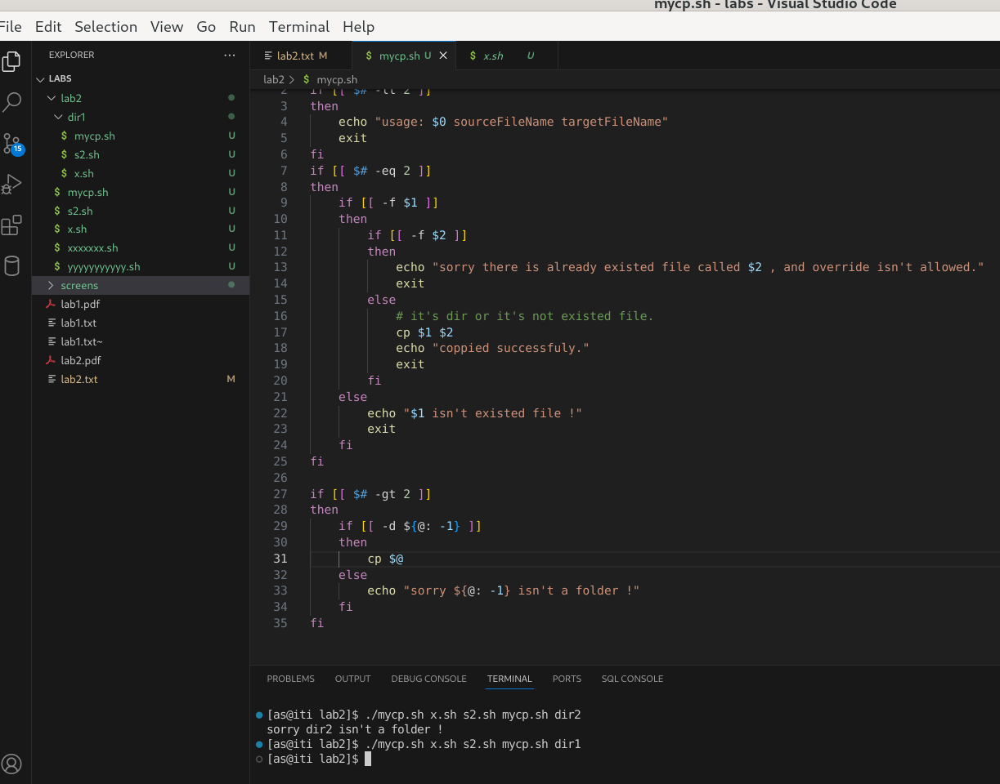 mycp.sh - labs - Visual Studio Code
File Edit Selection View Go Run Terminal Help
EXPLORER ...
LABS
lab2
dir1
$ mycp.sh U
$ s2.sh U
$ x.sh U
$ mycp.sh U
$ s2.sh U
$ x.sh U
$ xxxxxxx.sh U
$ yyyyyyyyyyy.sh U
screens
lab1.pdf
lab1.txt
lab1.txt~
lab2.pdf
lab2.txt M
15
lab2.txt M
$ mycp.sh U
$ x.sh U
lab2 > $ mycp.sh
2 if [[ $# -lt 2 ]]
3 then
4 echo "usage: $0 sourceFileName targetFileName"
5 exit
6 fi
7 if [[ $# -eq 2 ]]
8 then
9 if [[ -f $1 ]]
10 then
11 if [[ -f $2 ]]
12 then
13 echo "sorry there is already existed file called $2 , and override isn't allowed."
14 exit
15 else
16 # it's dir or it's not existed file.
17 cp $1 $2
18 echo "coppied successfuly."
19 exit
20 fi
21 else
22 echo "$1 isn't existed file !"
23 exit
24 fi
25 fi
26
27 if [[ $# -gt 2 ]]
28 then
29 if [[ -d ${@: -1} ]]
30 then
31 cp $@
32 else
33 echo "sorry ${@: -1} isn't a folder !"
34 fi
35 fi
PROBLEMS OUTPUT DEBUG CONSOLE TERMINAL PORTS SQL CONSOLE
[as@iti lab2]$ ./mycp.sh x.sh s2.sh mycp.sh dir2
sorry dir2 isn't a folder !
[as@iti lab2]$ ./mycp.sh x.sh s2.sh mycp.sh dir1
[as@iti lab2]$